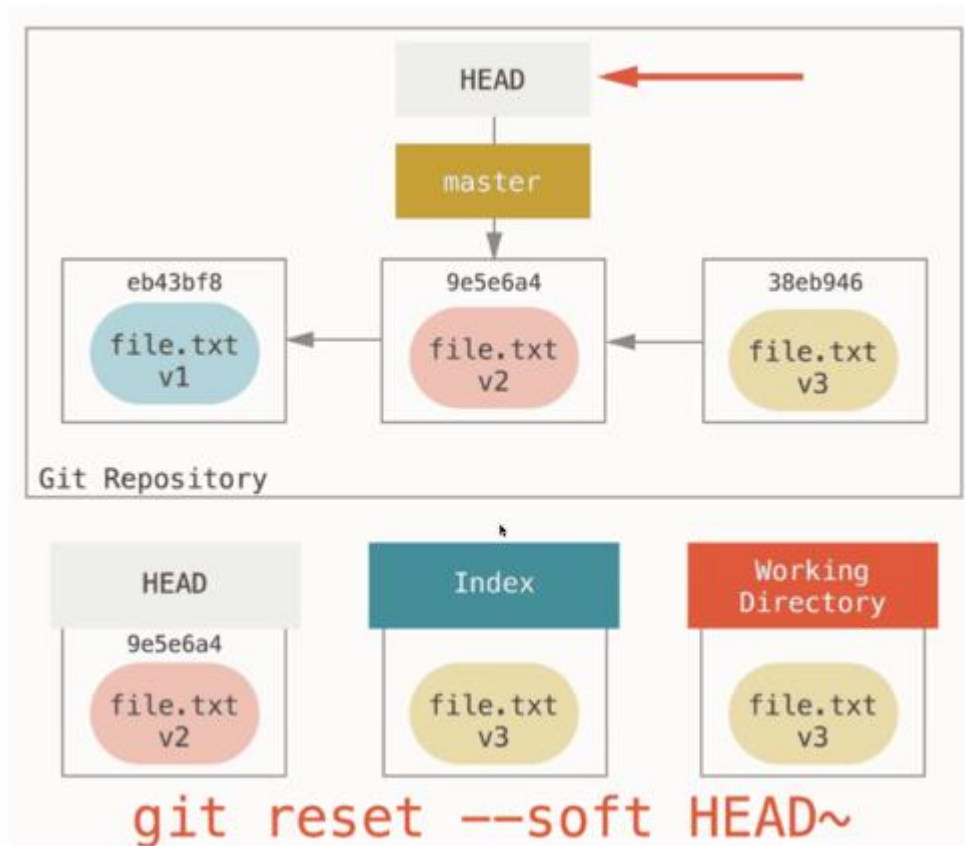 HEAD
master
eb43bf8
file.txt
v1
9e5e6a4
file.txt
v2
38eb946
file.txt
v3
Git Repository
HEAD
9e5e6a4
file.txt
v2
Index
file.txt
v3
Working
Directory
file.txt
v3
git reset --soft HEAD~